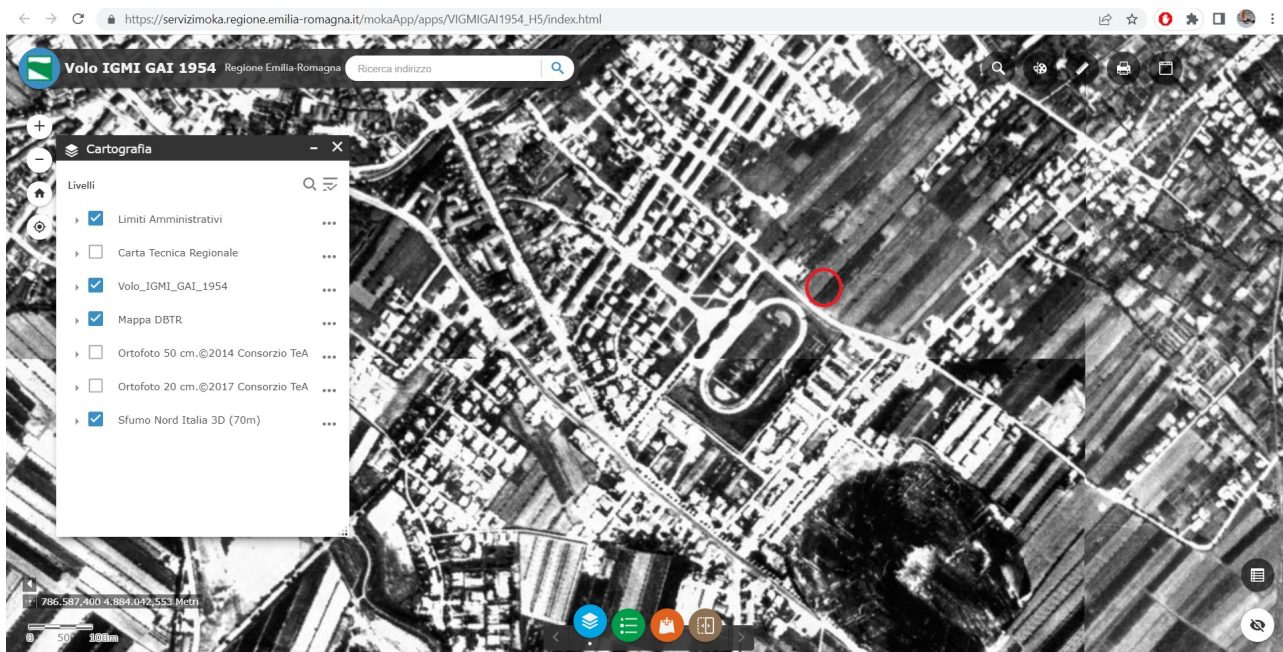 https://servizimoka.regione.emilia-romagna.it/mokaApp/apps/VIGMIGAI1954_H5/index.html
Volo IGMI GAI 1954 Regione Emilia-Romagna Ricerca indirizzo
Cartografia
Livelli
Limiti Amministrativi
Carta Tecnica Regionale
Volo_IGMI_GAI_1954
Mappa DBTR
Ortofoto 50 cm.©2014 Consorzio TeA
Ortofoto 20 cm.©2017 Consorzio TeA
Sfumo Nord Italia 3D (70m)
786.587,400 4.884.042,553 Metri
0 50 100m